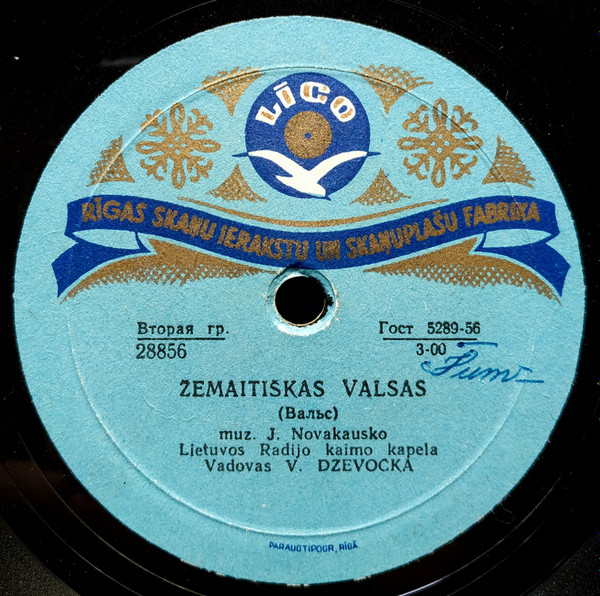 LĪGO
RĪGAS SKAŅU IERAKSTU UN SKAŅUPLAŠU FABRIKA
Вторая гр.
28856
Гост 5289-56
3-00
ŽEMAITIŠKAS VALSAS
(Вальс)
muz. J. Novakausko
Lietuvos Radijo kaimo kapela
Vadovas V. DZEVOČKA
PARAUGTIPOGR, RĪGĀ